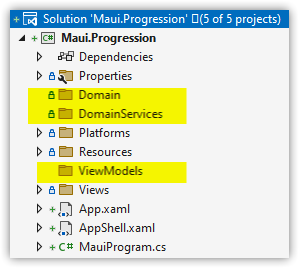 Solution 'Maui.Progression' (5 of 5 projects)
Maui.Progression
Dependencies
Properties
Domain
DomainServices
Platforms
Resources
ViewModels
Views
App.xaml
AppShell.xaml
C# MauiProgram.cs